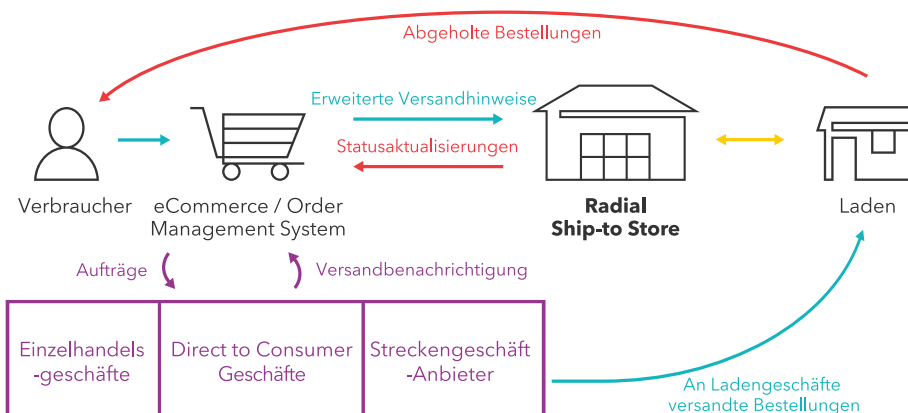 Abgeholte Bestellungen
Erweiterte Versandhinweise
Statusaktualisierungen
Verbraucher
eCommerce / Order
Management System
Radial
Ship-to Store
Laden
Aufträge
Versandbenachrichtigung
Einzelhandels
-geschäfte
Direct to Consumer
Geschäfte
Streckengeschäft
-Anbieter
An Ladengeschäfte
versandte Bestellungen